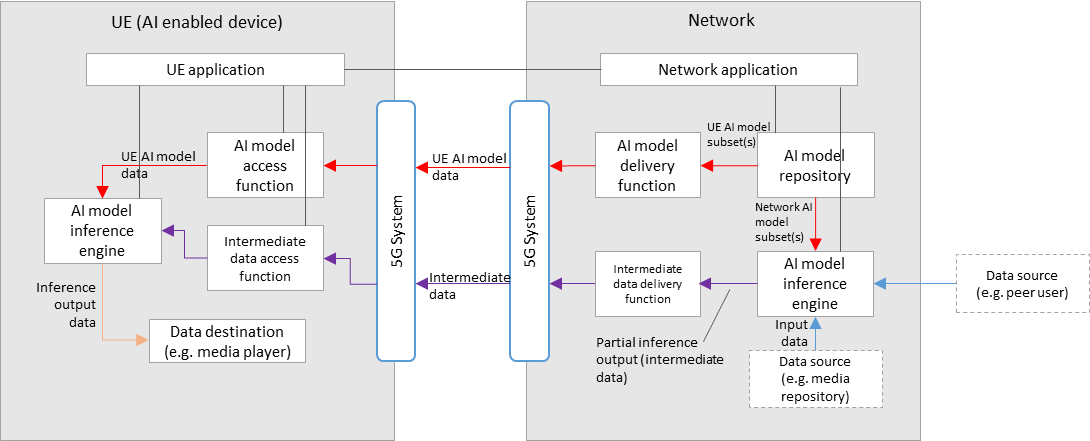 UE (AI enabled device)
Network
UE application
Network application
AI model
access
function
UE AI model
data
UE AI model
data
AI model
delivery
function
UE AI model
subset(s)
AI model
repository
AI model
inference
engine
Intermediate
data access
function
5G System
5G System
Intermediate
data
Intermediate
data delivery
function
Network AI
model
subset(s)
AI model
inference
engine
Data source
(e.g. peer user)
Inference
output
data
Data destination
(e.g. media player)
Partial inference
output (intermediate
data)
Input
data
Data source
(e.g. media
repository)